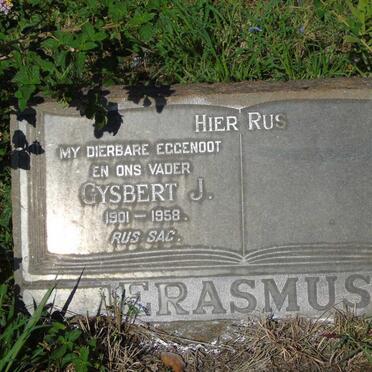 HIER RUS
MY DIERBARE EGGENOOT
EN ONS VADER
GYSBERT J.
1901 — 1958.
RUS SAG.
ERASMUS